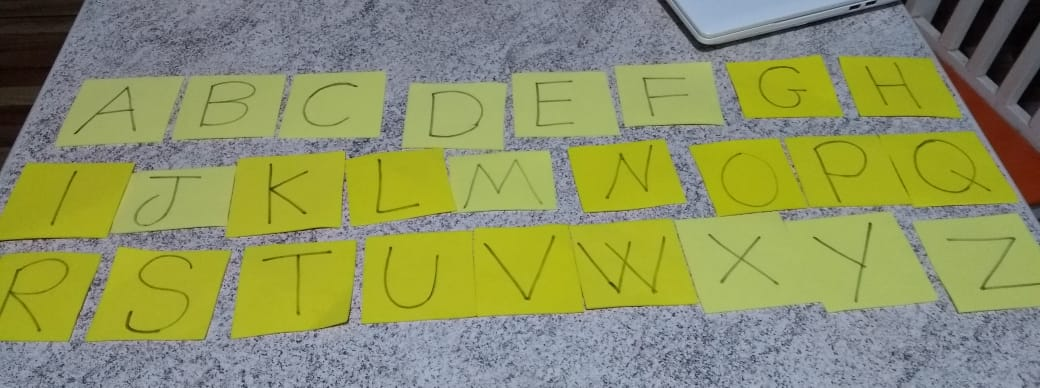 A B C D E F G H
I J K L M N O P Q
R S T U V W X Y Z